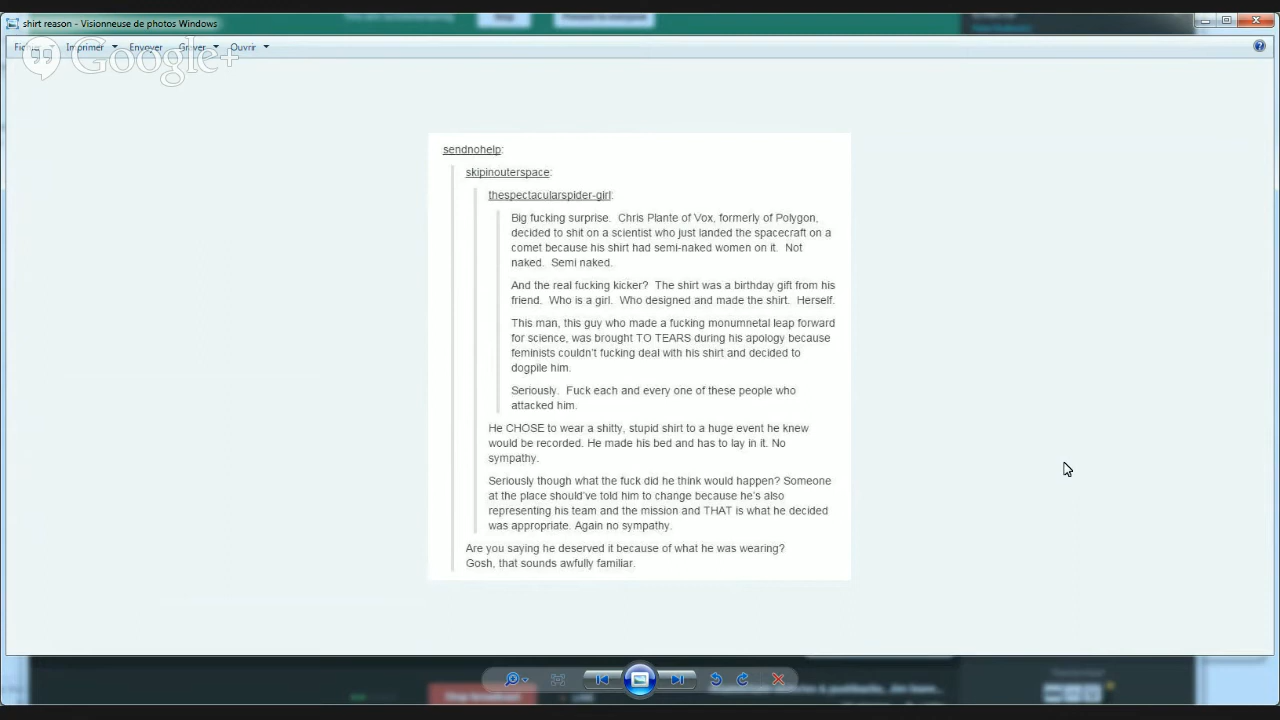 shirt reason - Visionneuse de photos Windows
Imprimer Envoyer Graver Ouvrir
Google+
sendnohelp:
skipinouterspace:
thespectacularspider-girl:
Big fucking surprise. Chris Plante of Vox, formerly of Polygon,
decided to shit on a scientist who just landed the spacecraft on a
comet because his shirt had semi-naked women on it. Not
naked. Semi naked.
And the real fucking kicker? The shirt was a birthday gift from his
friend. Who is a girl. Who designed and made the shirt. Herself.
This man, this guy who made a fucking monumnetal leap forward
for science, was brought TO TEARS during his apology because
feminists couldn't fucking deal with his shirt and decided to
dogpile him.
Seriously. Fuck each and every one of these people who
attacked him.
He CHOSE to wear a shitty, stupid shirt to a huge event he knew
would be recorded. He made his bed and has to lay in it. No
sympathy.
Seriously though what the fuck did he think would happen? Someone
at the place should've told him to change because he's also
representing his team and the mission and THAT is what he decided
was appropriate. Again no sympathy.
Are you saying he deserved it because of what he was wearing?
Gosh, that sounds awfully familiar.